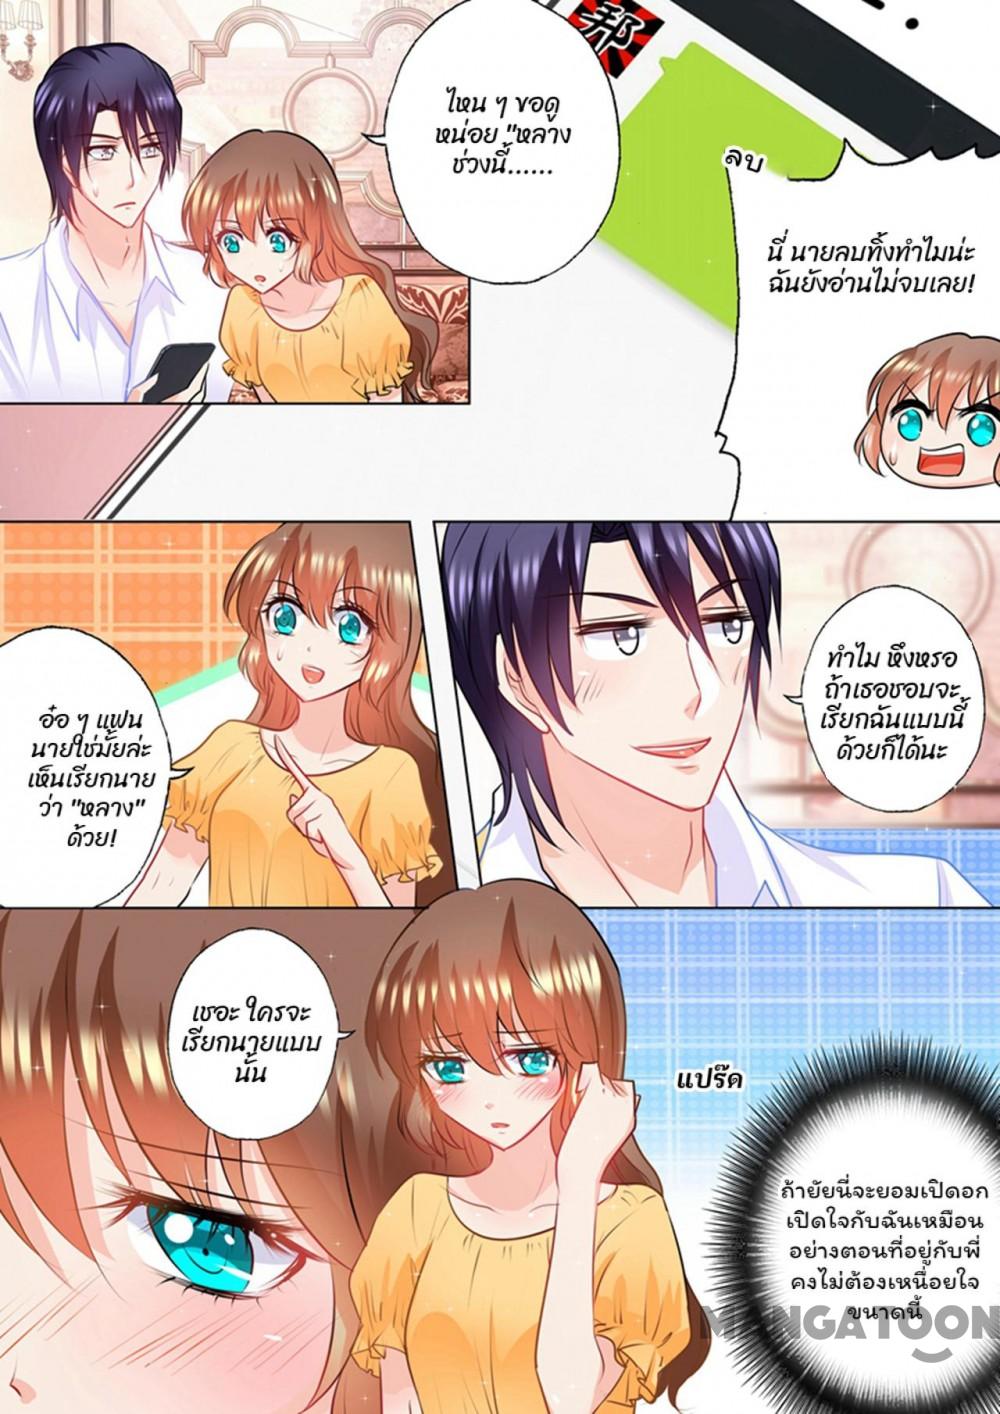 ไหน ๆ ขอดู
หน่อย "หลาง
ช่วงนี้......
帮
ลบ
นี่ นายลบทิ้งทำไมน่ะ
ฉันยังอ่านไม่จบเลย!
อ๋อ ๆ แฟน
นายใช่มั้ยล่ะ
เห็นเรียกนาย
ว่า "หลาง"
ด้วย!
ทำไม หึงหรอ
ถ้าเธอชอบจะ
เรียกฉันแบบนี้
ด้วยก็ได้นะ
เชอะ ใครจะ
เรียกนายแบบ
นั้น
แปร๊ด
ถ้ายัยนี่จะยอมเปิดอก
เปิดใจกับฉันเหมือน
อย่างตอนที่อยู่กับพี่
คงไม่ต้องเหนื่อยใจ
ขนาดนี้
MANGATOON